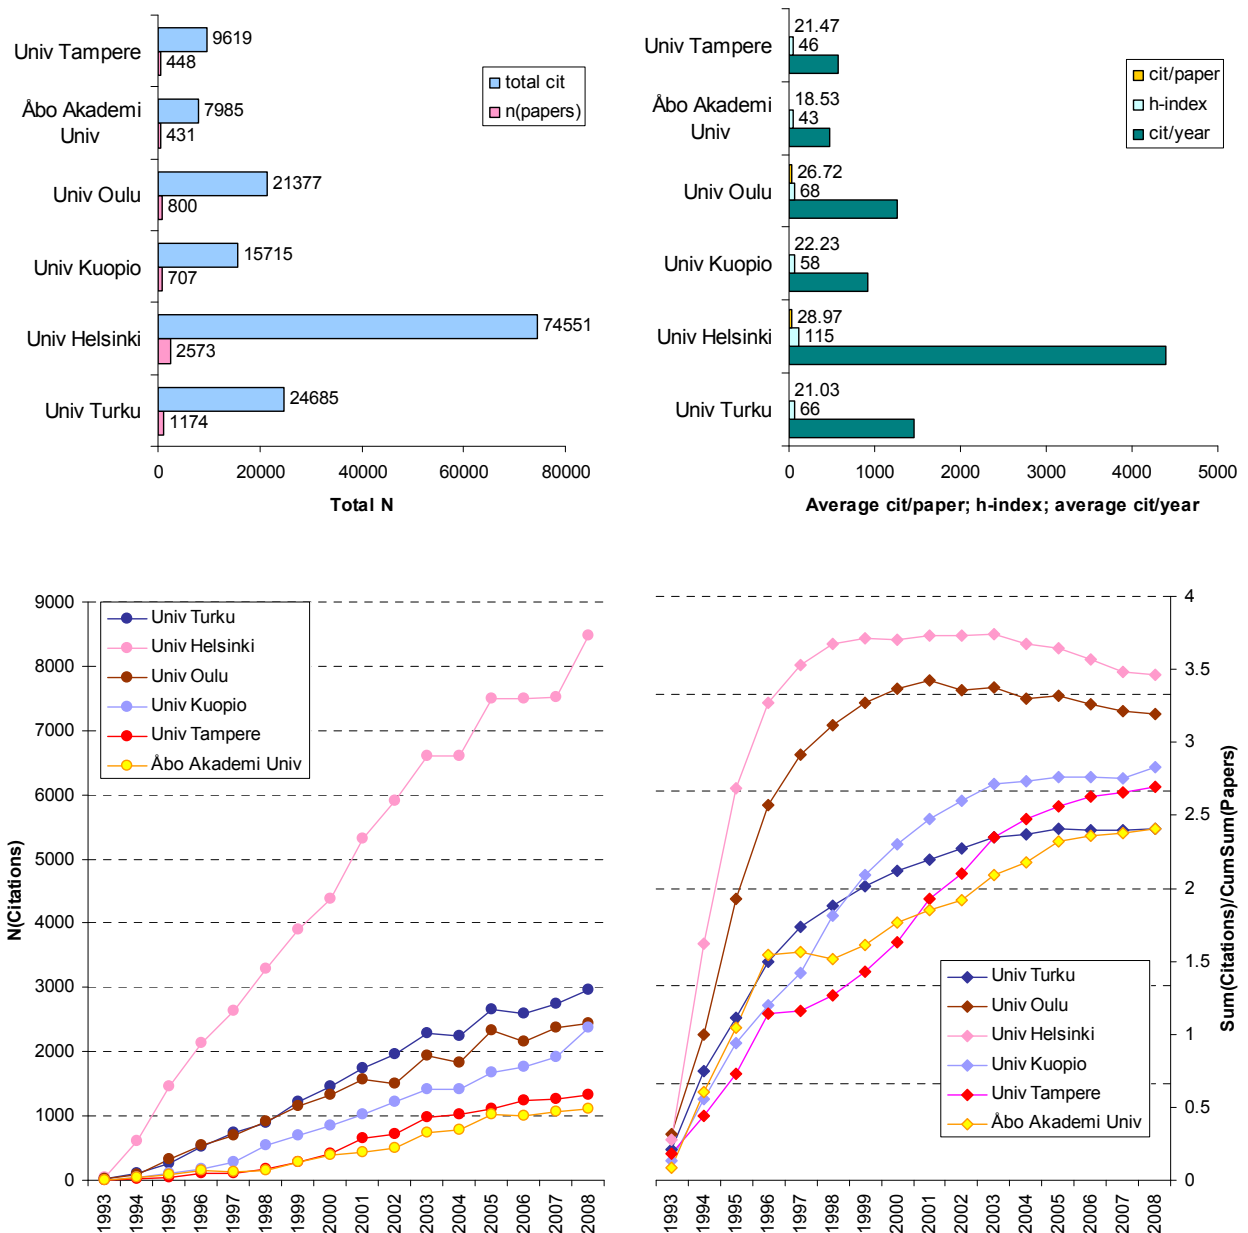 Univ Tampere
9619
448
Åbo Akademi
Univ
7985
431
Univ Oulu
21377
800
Univ Kuopio
15715
707
Univ Helsinki
74551
2573
Univ Turku
24685
1174
total cit
n(papers)
0 20000 40000 60000 80000
Total N
Univ Tampere
21.47
46
Åbo Akademi
Univ
18.53
43
Univ Oulu
26.72
68
Univ Kuopio
22.23
58
Univ Helsinki
28.97
115
Univ Turku
21.03
66
cit/paper
h-index
cit/year
0 1000 2000 3000 4000 5000
Average cit/paper; h-index; average cit/year
N(Citations)
9000
8000
7000
6000
5000
4000
3000
2000
1000
0
Univ Turku
Univ Helsinki
Univ Oulu
Univ Kuopio
Univ Tampere
Åbo Akademi Univ
1993 1994 1995 1996 1997 1998 1999 2000 2001 2002 2003 2004 2005 2006 2007 2008
4
3.5
3
2.5
2
1.5
1
0.5
0
Sum(Citations)/CumSum(Papers)
Univ Turku
Univ Oulu
Univ Helsinki
Univ Kuopio
Univ Tampere
Åbo Akademi Univ
1993 1994 1995 1996 1997 1998 1999 2000 2001 2002 2003 2004 2005 2006 2007 2008